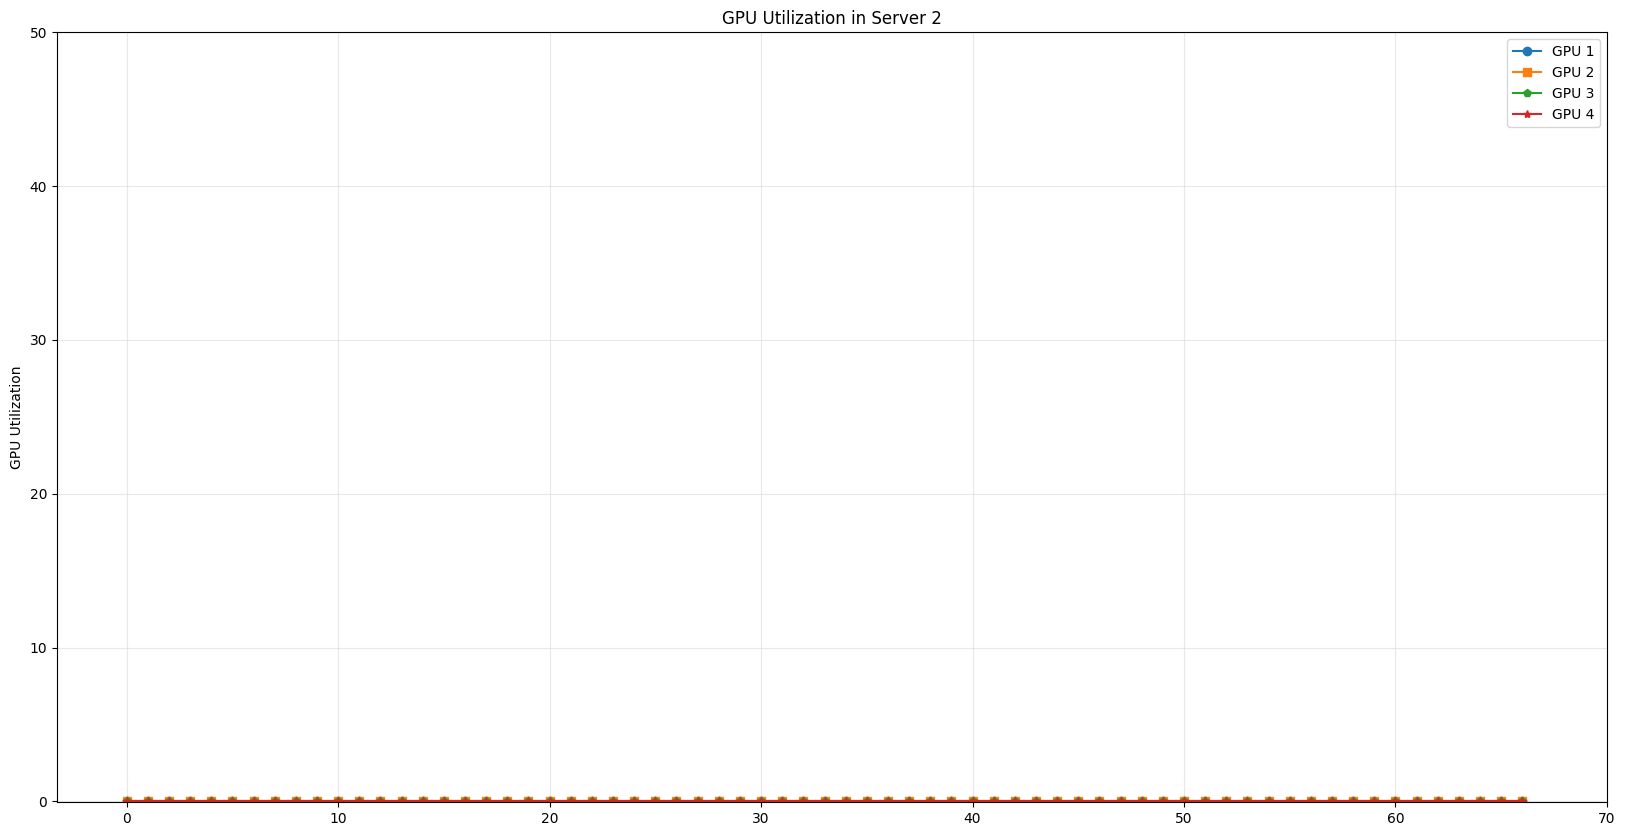 GPU Utilization in Server 2
50
GPU 1
GPU 2
GPU 3
GPU 4
40
30
GPU Utilization
20
10
0
0 10 20 30 40 50 60 70